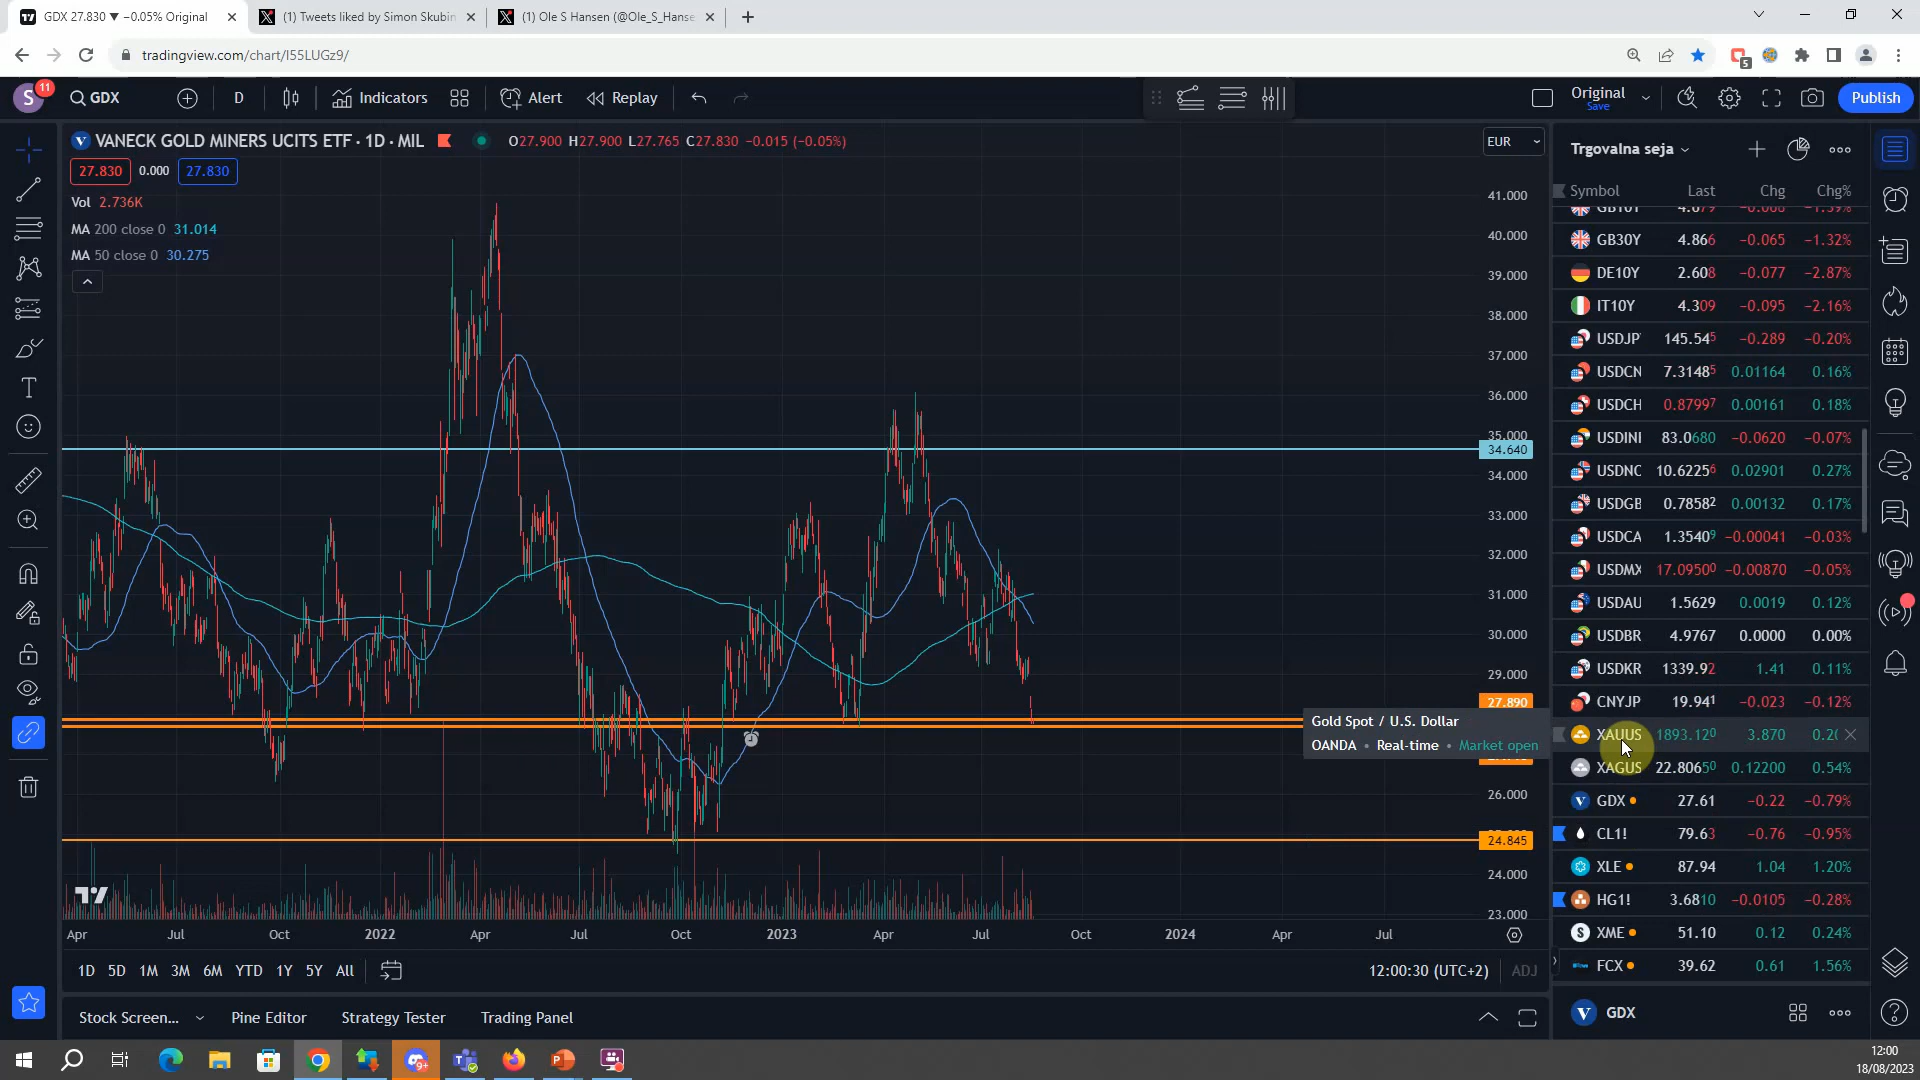 GDX 27.830 ▼ −0.05% Original
(1) Tweets liked by Simon Skubin
(1) Ole S Hansen (@Ole_S_Hanse
tradingview.com/chart/I55LUGz9/
5
S 11 GDX D Indicators Alert Replay Original Save Publish
VANECK GOLD MINERS UCITS ETF · 1D · MIL O27.900 H27.900 L27.765 C27.830 −0.015 (−0.05%) EUR
27.830 0.000 27.830
Vol 2.736K
MA 200 close 0 31.014
MA 50 close 0 30.275
41.000
40.000
39.000
38.000
37.000
36.000
35.000
34.640
34.000
33.000
32.000
31.000
30.000
29.000
27.890
26.000
24.845
24.000
23.000
Gold Spot / U.S. Dollar
OANDA • Real-time • Market open
Apr Jul Oct 2022 Apr Jul Oct 2023 Apr Jul Oct 2024 Apr Jul
1D 5D 1M 3M 6M YTD 1Y 5Y All 12:00:30 (UTC+2) ADJ
Stock Screen... Pine Editor Strategy Tester Trading Panel
Trgovalna seja
Symbol Last Chg Chg%
GB10Y 4.679 −1.39%
GB30Y 4.866 −0.065 −1.32%
DE10Y 2.608 −0.077 −2.87%
IT10Y 4.309 −0.095 −2.16%
USDJP 145.545 −0.289 −0.20%
USDCN 7.31485 0.01164 0.16%
USDCH 0.87997 0.00161 0.18%
USDINI 83.0680 −0.0620 −0.07%
USDNC 10.62256 0.02901 0.27%
USDGB 0.78582 0.00132 0.17%
USDCA 1.35409 −0.00041 −0.03%
USDMX 17.09500 −0.00870 −0.05%
USDAU 1.5629 0.0019 0.12%
USDBR 4.9767 0.0000 0.00%
USDKR 1339.92 1.41 0.11%
CNYJP 19.941 −0.023 −0.12%
XAUUS 1893.120 3.870 0.2
XAGUS 22.80650 0.12200 0.54%
GDX 27.61 −0.22 −0.79%
CL1! 79.63 −0.76 −0.95%
XLE 87.94 1.04 1.20%
HG1! 3.6810 −0.0105 −0.28%
XME 51.10 0.12 0.24%
FCX 39.62 0.61 1.56%
GDX
9+
12:00
18/08/2023